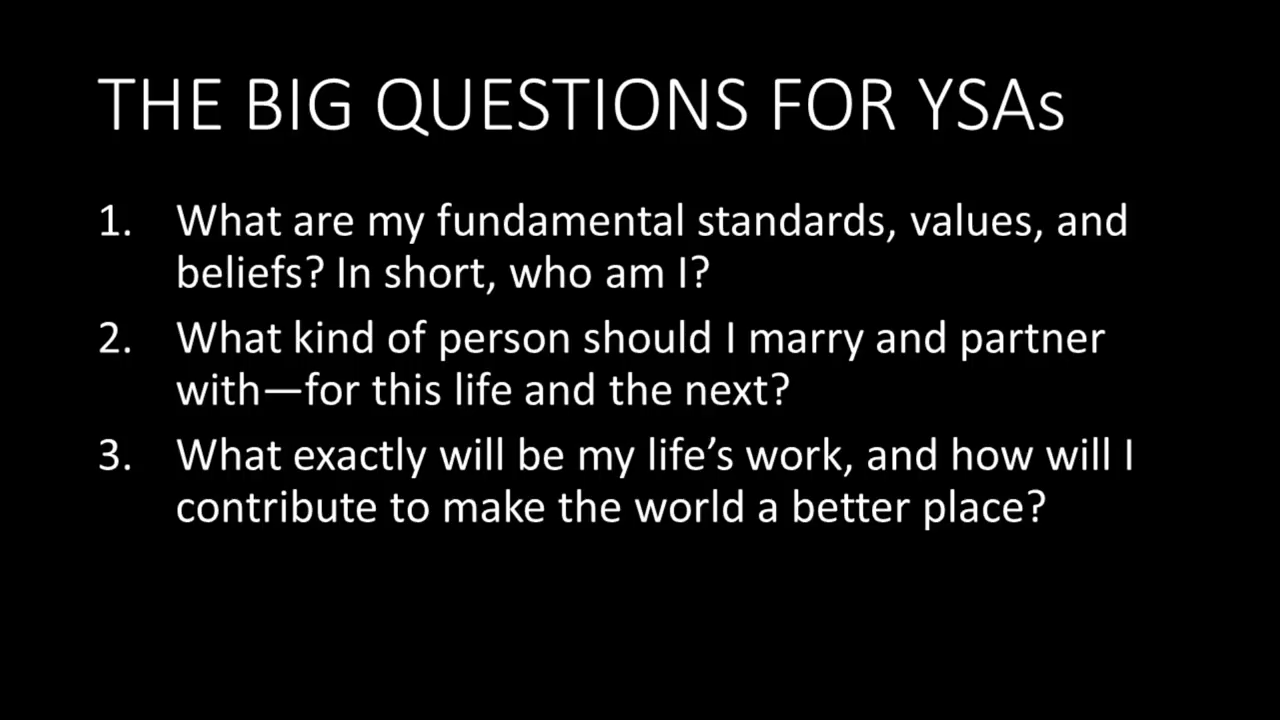 THE BIG QUESTIONS FOR YSAs
1. What are my fundamental standards, values, and
beliefs? In short, who am I?
2. What kind of person should I marry and partner
with—for this life and the next?
3. What exactly will be my life’s work, and how will I
contribute to make the world a better place?